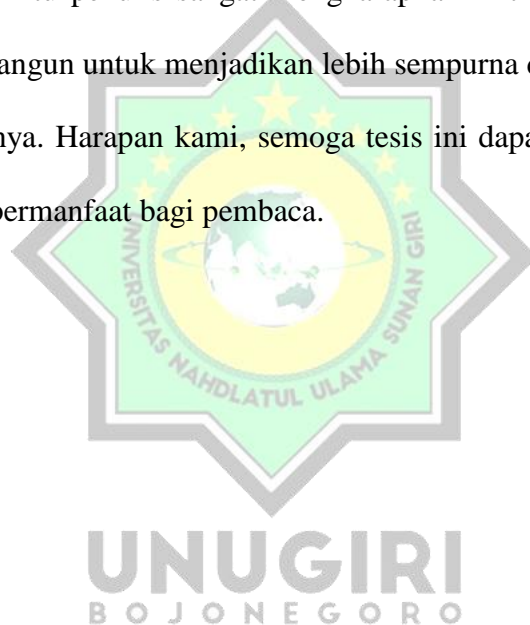 angun untuk menjadikan lebih sempurna
nya. Harapan kami, semoga tesis ini dapa
bermanfaat bagi pembaca.
UNIVERSITAS NAHDLATUL ULAMA SUNAN GIRI
UNUGIRI
BOJONEGORO